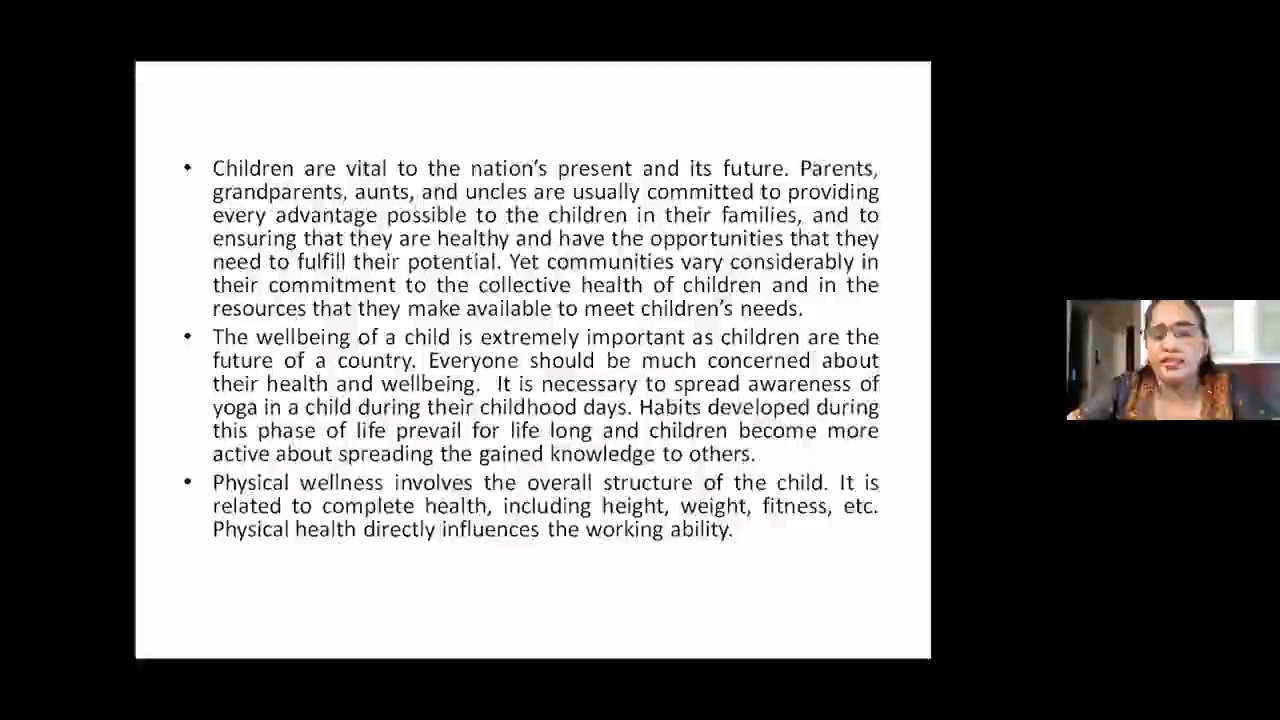 • Children are vital to the nation's present and its future. Parents,
grandparents, aunts, and uncles are usually committed to providing
every advantage possible to the children in their families, and to
ensuring that they are healthy and have the opportunities that they
need to fulfill their potential. Yet communities vary considerably in
their commitment to the collective health of children and in the
resources that they make available to meet children's needs.
• The wellbeing of a child is extremely important as children are the
future of a country. Everyone should be much concerned about
their health and wellbeing.  It is necessary to spread awareness of
yoga in a child during their childhood days. Habits developed during
this phase of life prevail for life long and children become more
active about spreading the gained knowledge to others.
• Physical wellness involves the overall structure of the child. It is
related to complete health, including height, weight, fitness, etc.
Physical health directly influences the working ability.